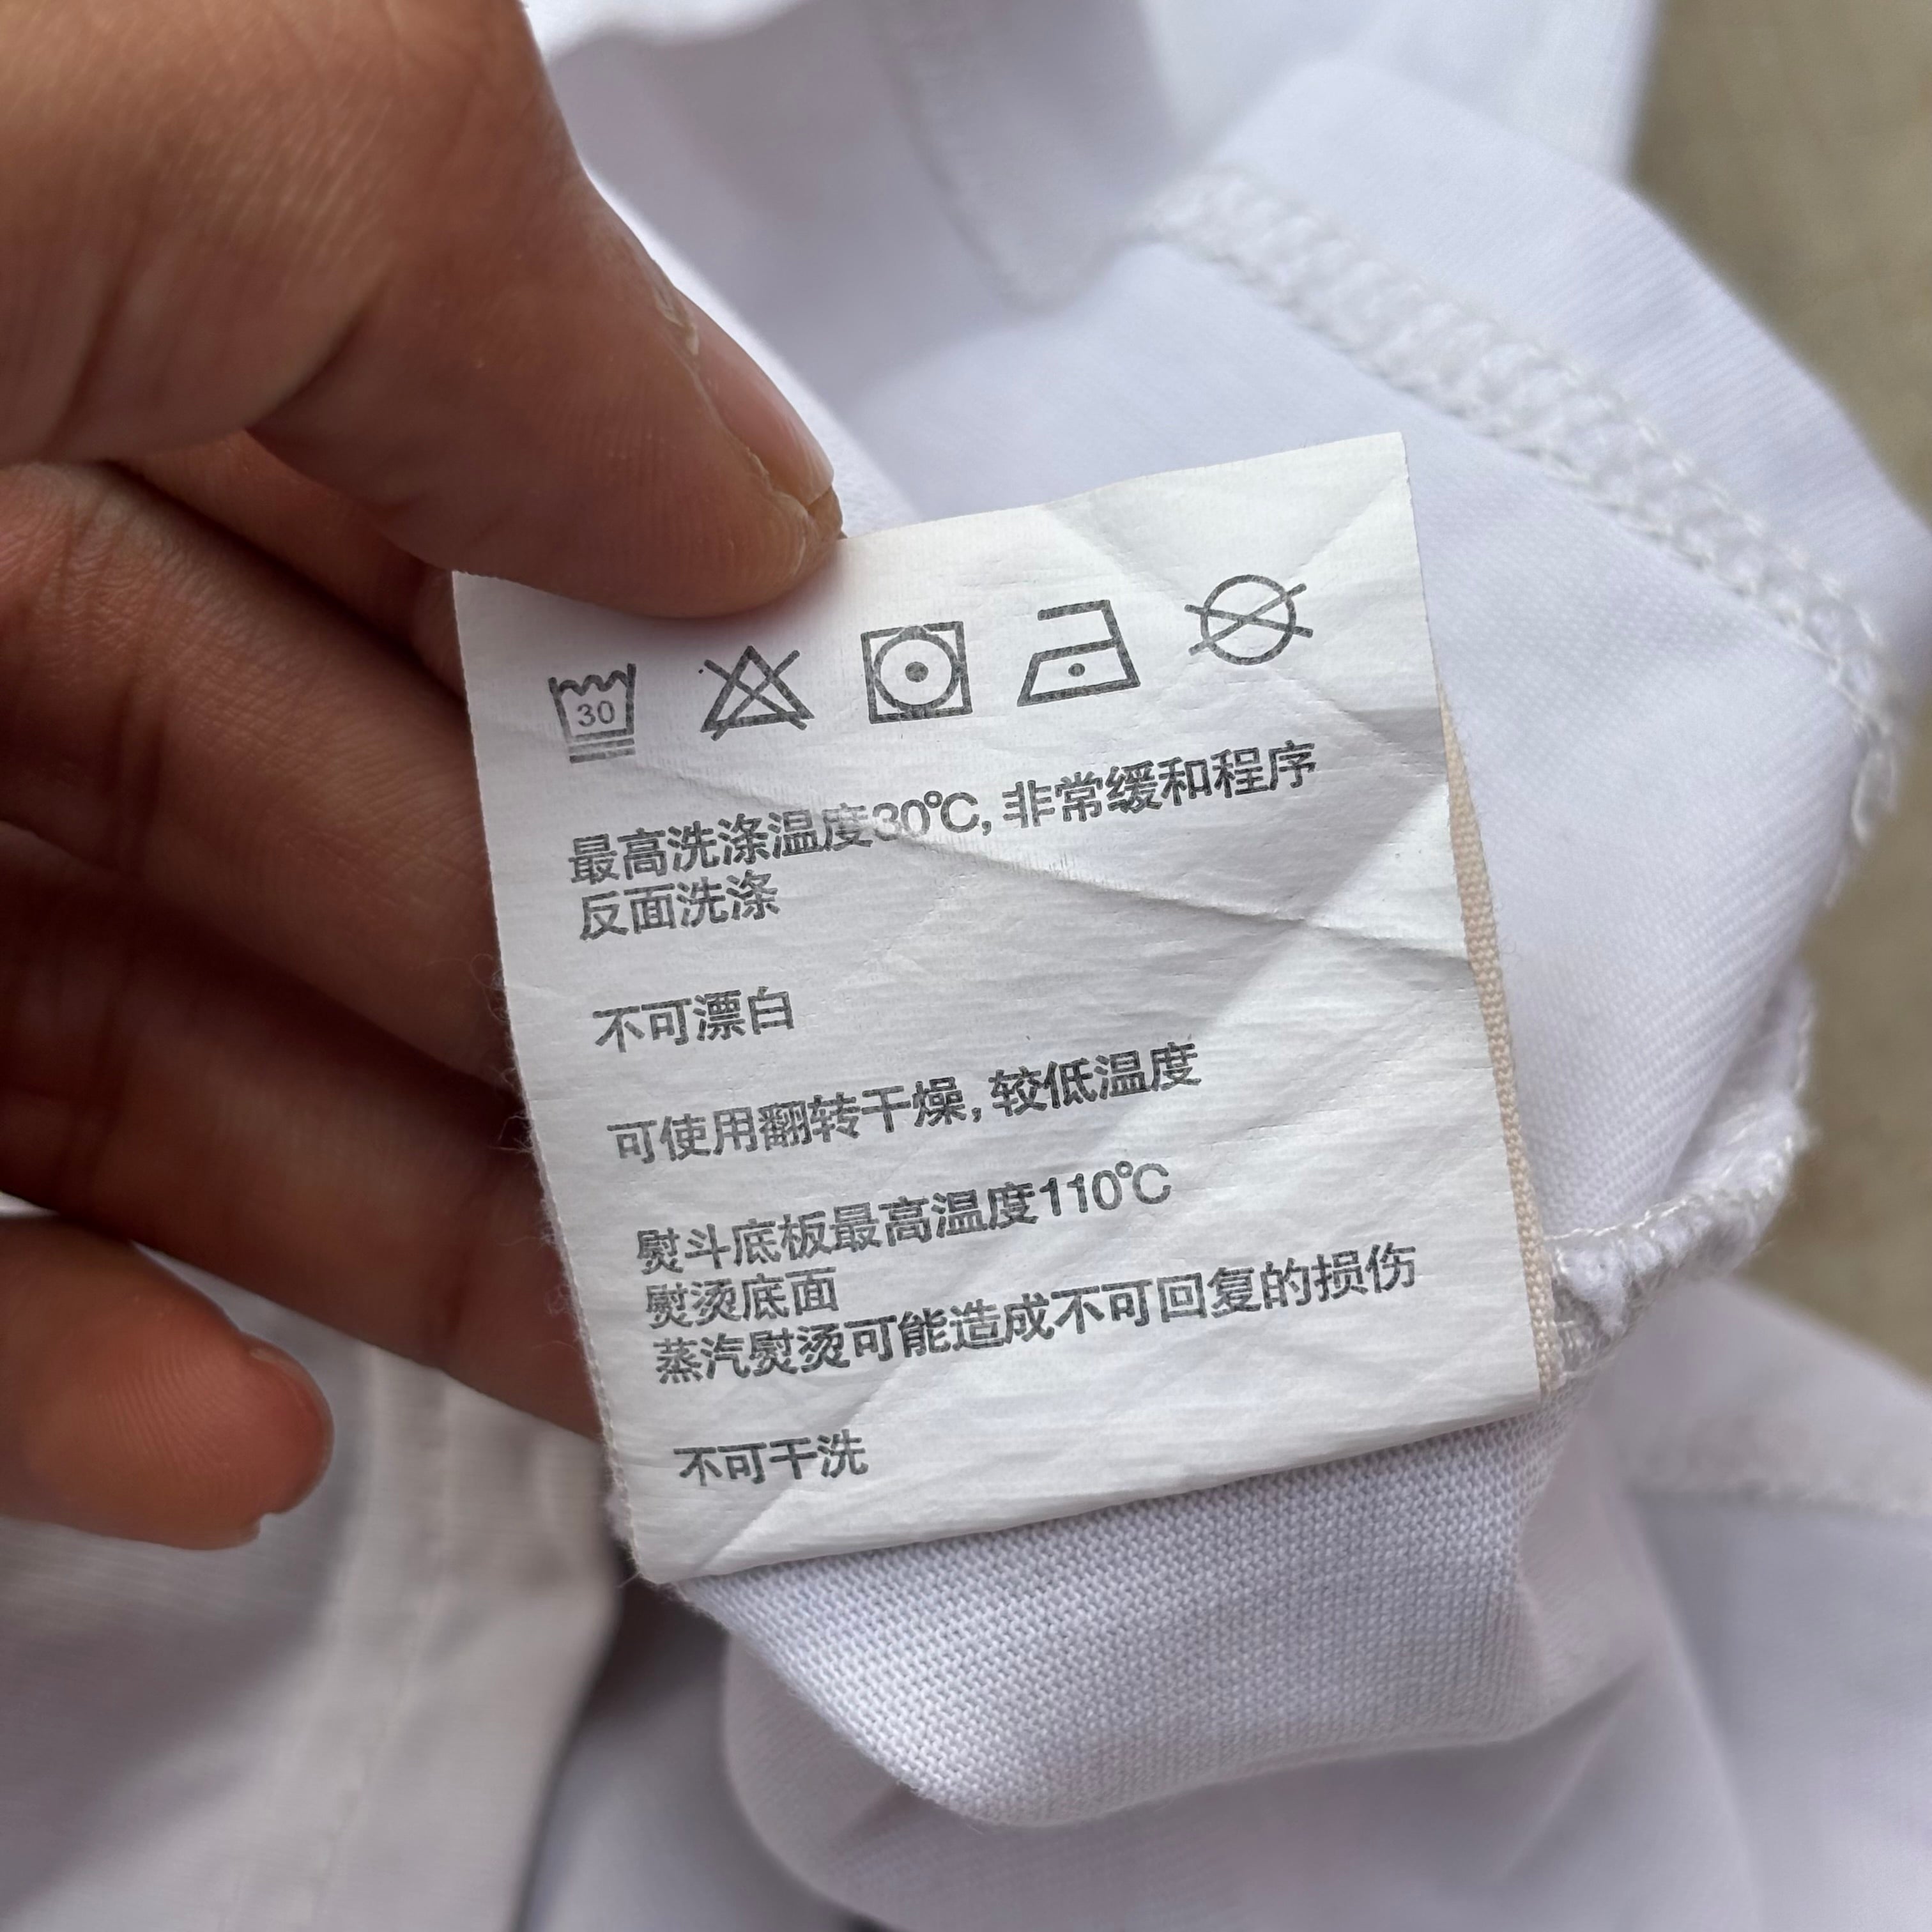 30
最高洗涤温度30℃, 非常缓和程序
反面洗涤
不可漂白
可使用翻转干燥, 较低温度
熨斗底板最高温度110℃
熨烫底面
蒸汽熨烫可能造成不可回复的损伤
不可干洗